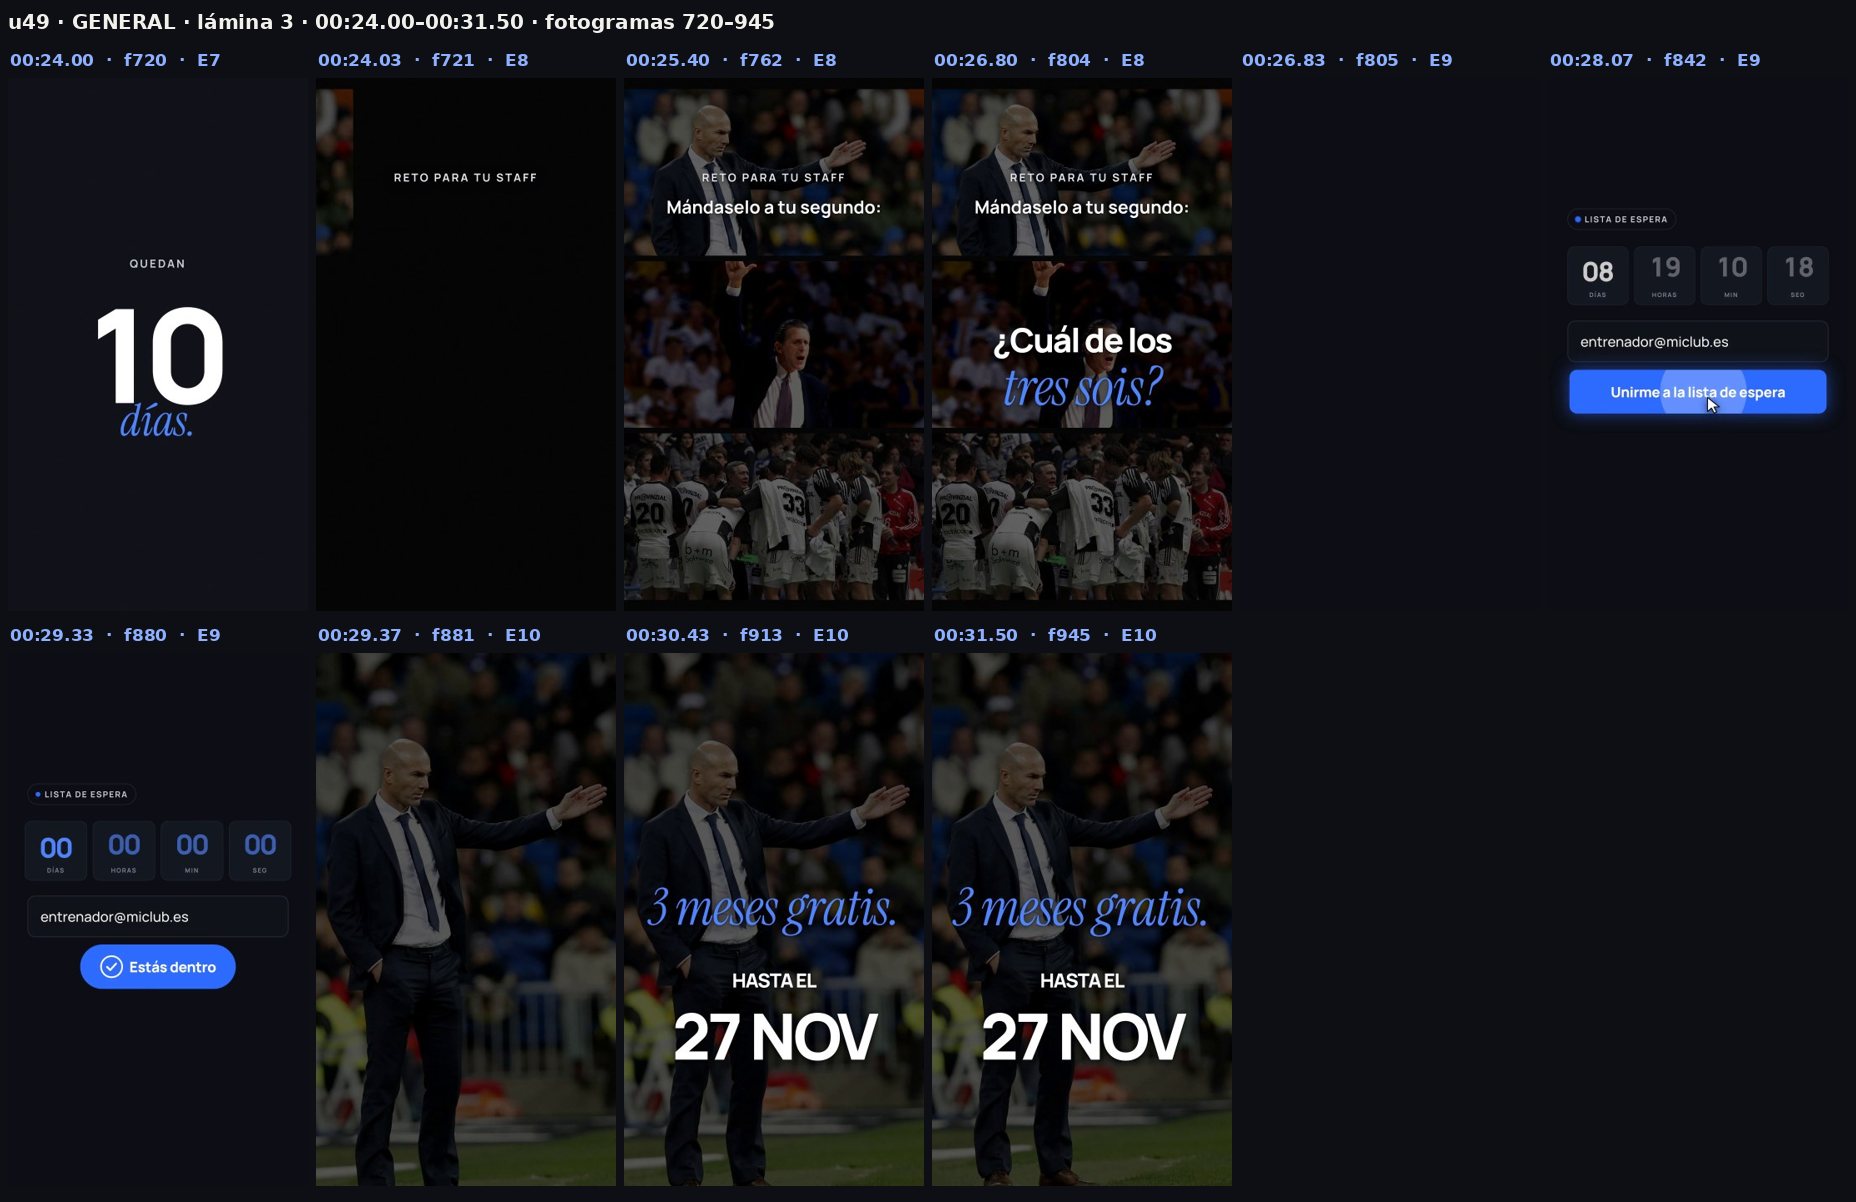 u49 · GENERAL · lámina 3 · 00:24.00–00:31.50 · fotogramas 720–945
00:24.00 · f720 · E7
QUEDAN
10
días.
00:24.03 · f721 · E8
RETO PARA TU STAFF
00:25.40 · f762 · E8
RETO PARA TU STAFF
Mándaselo a tu segundo:
PROVINZIAL
20
33
b+m
00:26.80 · f804 · E8
RETO PARA TU STAFF
Mándaselo a tu segundo:
¿Cuál de los
tres sois?
PROVINZIAL
20
33
b+m
00:26.83 · f805 · E9
00:28.07 · f842 · E9
LISTA DE ESPERA
08 19 10 18
DÍAS HORAS MIN SEG
entrenador@miclub.es
Unirme a la lista de espera
00:29.33 · f880 · E9
LISTA DE ESPERA
00 00 00 00
DÍAS HORAS MIN SEG
entrenador@miclub.es
Estás dentro
00:29.37 · f881 · E10
00:30.43 · f913 · E10
3 meses gratis.
HASTA EL
27 NOV
00:31.50 · f945 · E10
3 meses gratis.
HASTA EL
27 NOV